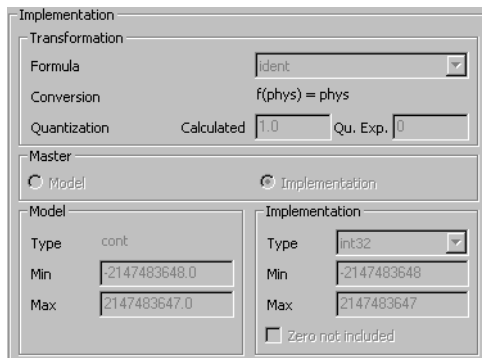 Implementation
Transformation
Formula ident
Conversion f(phys) = phys
Quantization Calculated 1.0 Qu. Exp. 0
Master
Model Implementation
Model
Type cont
Min -2147483648.0
Max 2147483647.0
Implementation
Type int32
Min -2147483648
Max 2147483647
Zero not included